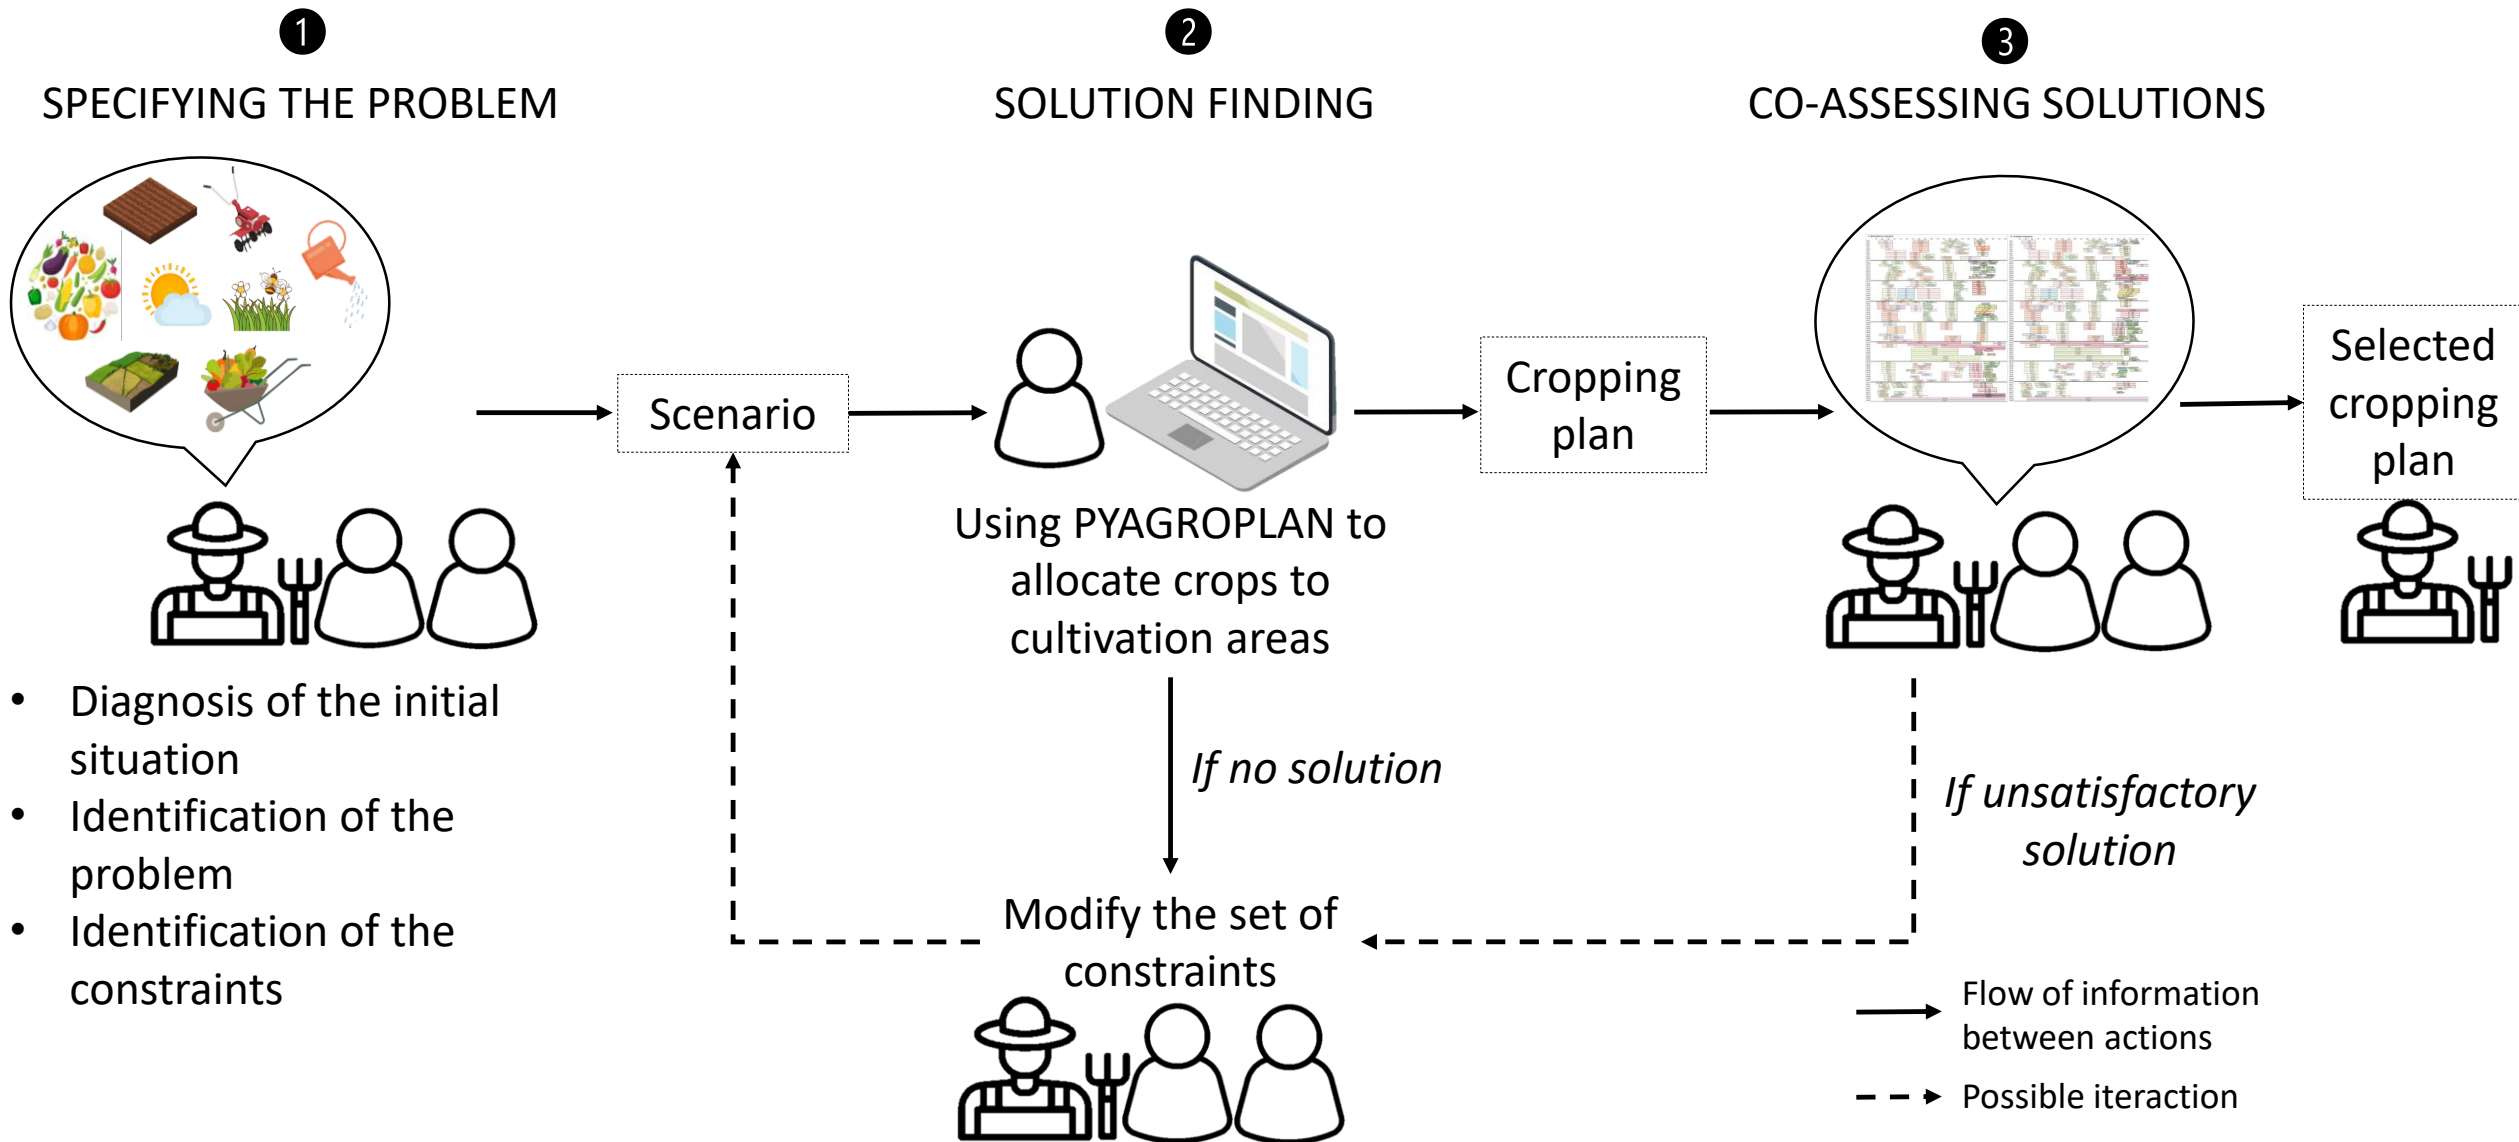 1
SPECIFYING THE PROBLEM
• Diagnosis of the initial
situation
• Identification of the
problem
• Identification of the
constraints
Scenario
2
SOLUTION FINDING
Using PYAGROPLAN to
allocate crops to
cultivation areas
If no solution
Modify the set of
constraints
Cropping
plan
3
CO-ASSESSING SOLUTIONS
If unsatisfactory
solution
Selected
cropping
plan
Flow of information
between actions
Possible iteraction